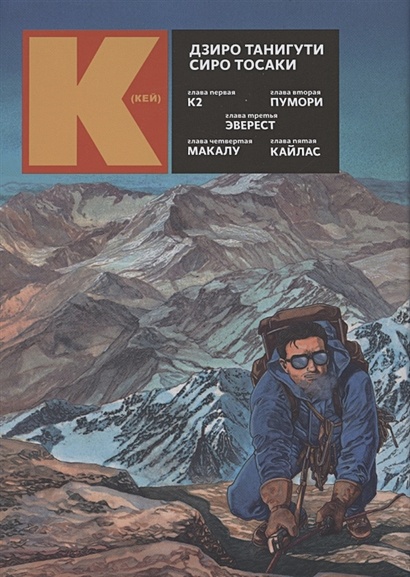 К
(КЕЙ)
ДЗИРО ТАНИГУТИ
СИРО ТОСАКИ
глава первая
К2
глава вторая
ПУМОРИ
глава третья
ЭВЕРЕСТ
глава четвертая
МАКАЛУ
глава пятая
КАЙЛАС